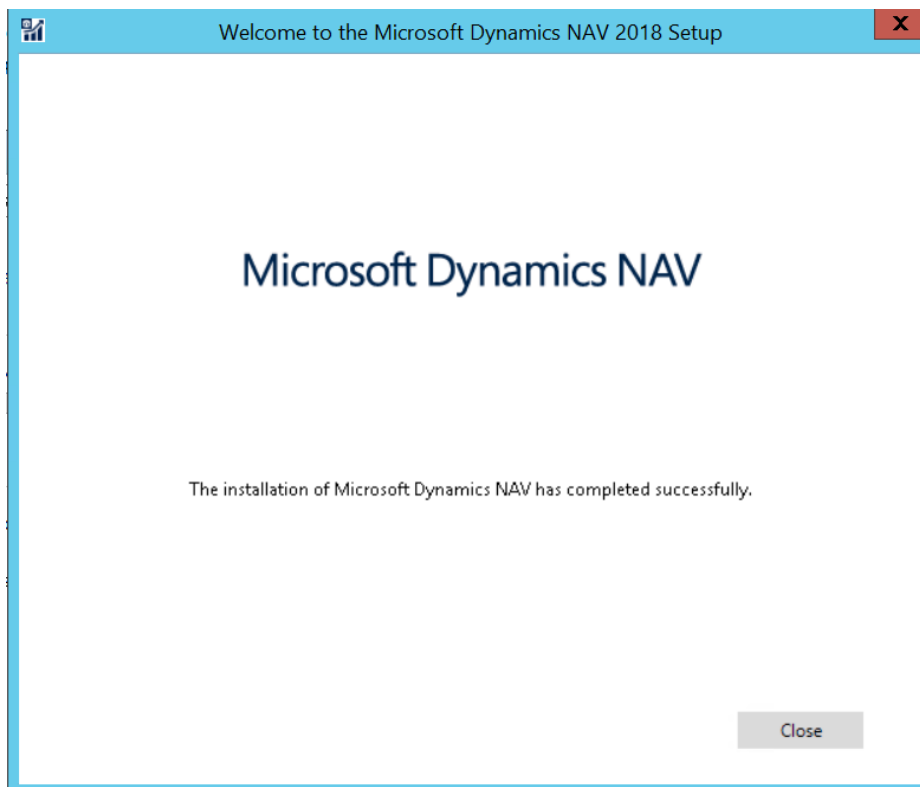 Welcome to the Microsoft Dynamics NAV 2018 Setup
X
Microsoft Dynamics NAV
The installation of Microsoft Dynamics NAV has completed successfully.
Close